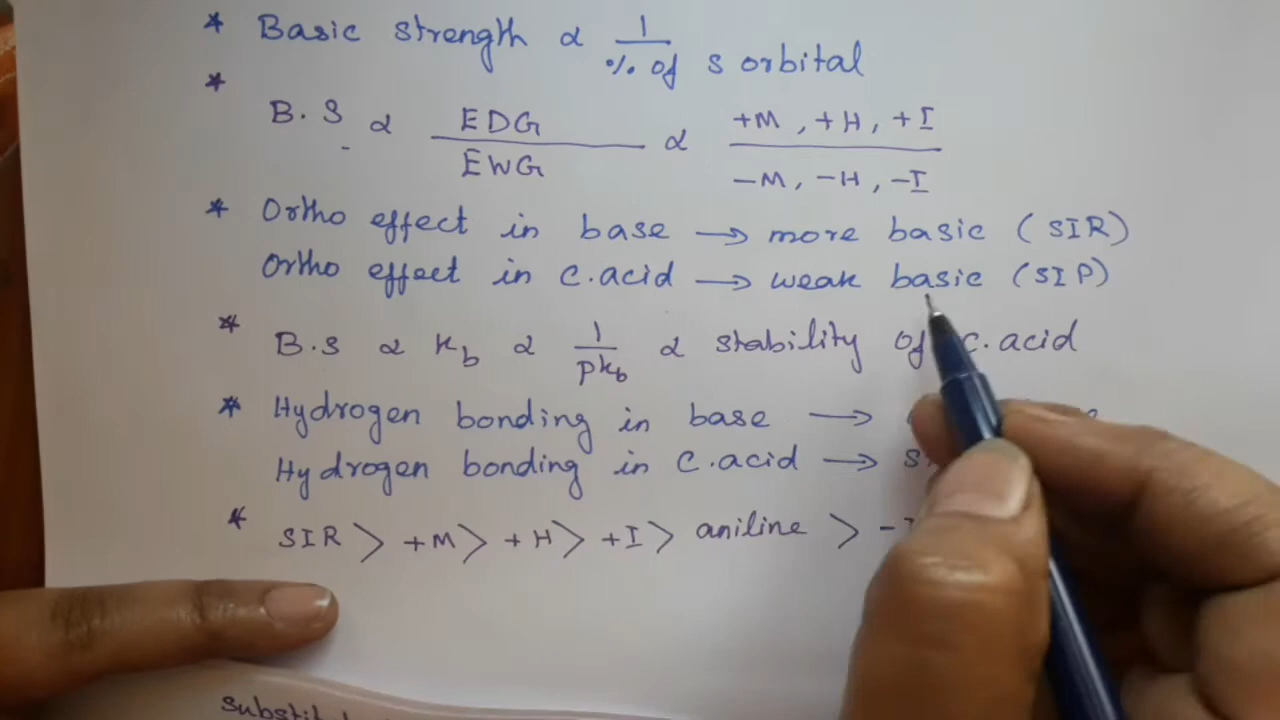 * Basic strength α 1 / % of s orbital
* B.S α EDG / EWG α +M, +H, +I / -M, -H, -I
* Ortho effect in base → more basic (SIR)
Ortho effect in C.acid → weak basic (SIP)
* B.S α Kb α 1 / pkb α stability of C.acid
* Hydrogen bonding in base →
Hydrogen bonding in C.acid →
* SIR > +M > +H > +I > aniline > -